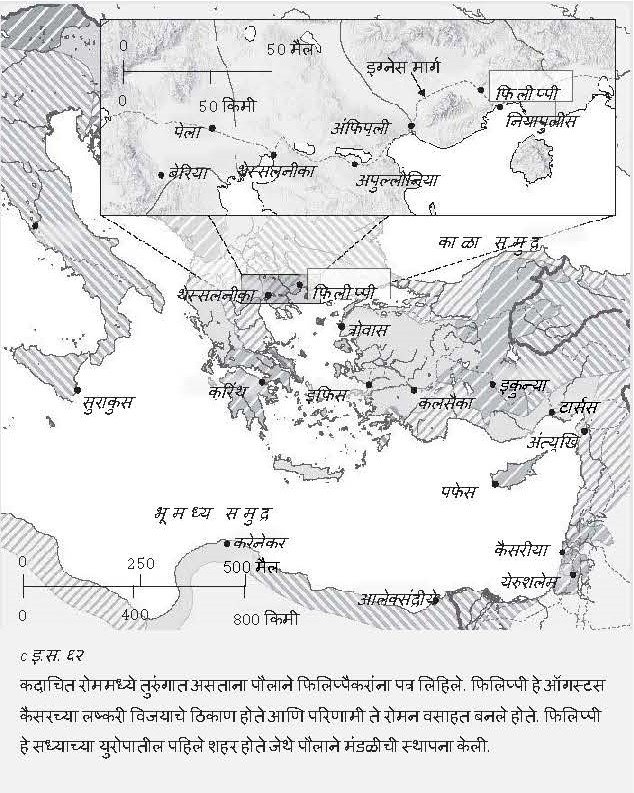 0
50 मैल
0
50 किमी
इग्नेस मार्ग
फिलीप्पी
नियापुलीस
पेला
अंफिपुली
बेरिया
थेस्सलनीका
अपुल्लोनिया
काळा समुद्र
थेस्सलनीका
फिलीप्पी
त्रोवास
सुराकुस
करिंथ
इफिस
कलसैका
इकुन्या
टार्सस
अंत्युखि
पफेस
भूमध्य समुद्र
करेनेकर
कैसरीया
येरुशलेम
आलेक्संद्रीये
0
250
500 मैल
0
400
800 किमी
c इ.स. ६२
कदाचित रोममध्ये तुरुंगात असताना पौलाने फिलिप्पैकरांना पत्र लिहिले. फिलिप्पी हे ऑगस्टस
कैसरच्या लष्करी विजयाचे ठिकाण होते आणि परिणामी ते रोमन वसाहत बनले होते. फिलिप्पी
हे सध्याच्या युरोपातील पहिले शहर होते जेथे पौलाने मंडळीची स्थापना केली.